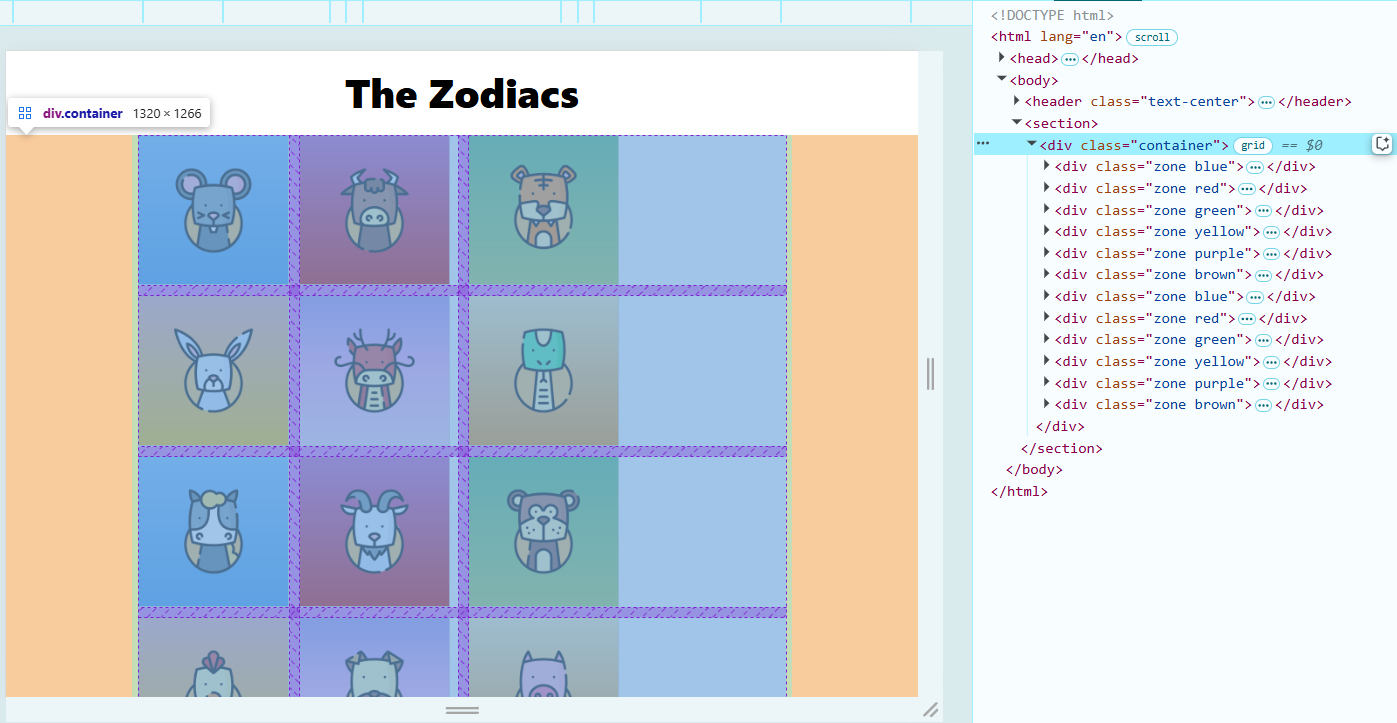 The Zodiacs
div.container 1320 × 1266
<!DOCTYPE html>
<html lang="en"> scroll
<head> ••• </head>
<body>
<header class="text-center"> ••• </header>
<section>
••• <div class="container"> grid == $0
<div class="zone blue"> ••• </div>
<div class="zone red"> ••• </div>
<div class="zone green"> ••• </div>
<div class="zone yellow"> ••• </div>
<div class="zone purple"> ••• </div>
<div class="zone brown"> ••• </div>
<div class="zone blue"> ••• </div>
<div class="zone red"> ••• </div>
<div class="zone green"> ••• </div>
<div class="zone yellow"> ••• </div>
<div class="zone purple"> ••• </div>
<div class="zone brown"> ••• </div>
</div>
</section>
</body>
</html>